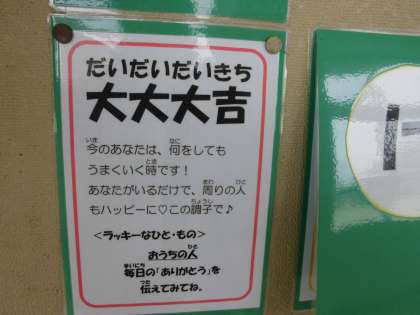 だいだいだいきち
大大大吉
今のあなたは、何をしても
うまくいく時です！
あなたがいるだけで、周りの人
もハッピーに♡この調子で♪
<ラッキーなひと・もの>
おうちの人
毎日の「ありがとう」を
伝えてみてね。